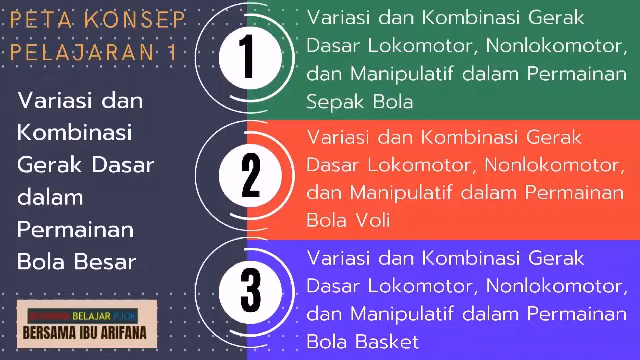 PETA KONSEP
PELAJARAN 1
Variasi dan
Kombinasi
Gerak Dasar
dalam
Permainan
Bola Besar
BELAJAR PJOK
BERSAMA IBU ARIFANA
1
Variasi dan Kombinasi Gerak
Dasar Lokomotor, Nonlokomotor,
dan Manipulatif dalam Permainan
Sepak Bola
2
Variasi dan Kombinasi Gerak
Dasar Lokomotor, Nonlokomotor,
dan Manipulatif dalam Permainan
Bola Voli
3
Variasi dan Kombinasi Gerak
Dasar Lokomotor, Nonlokomotor,
dan Manipulatif dalam Permainan
Bola Basket